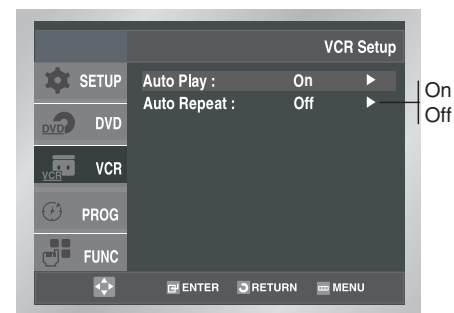 VCR Setup
SETUP
Auto Play : On
Auto Repeat : Off
On
Off
DVD
DVD
VCR
VCR
PROG
FUNC
ENTER RETURN MENU